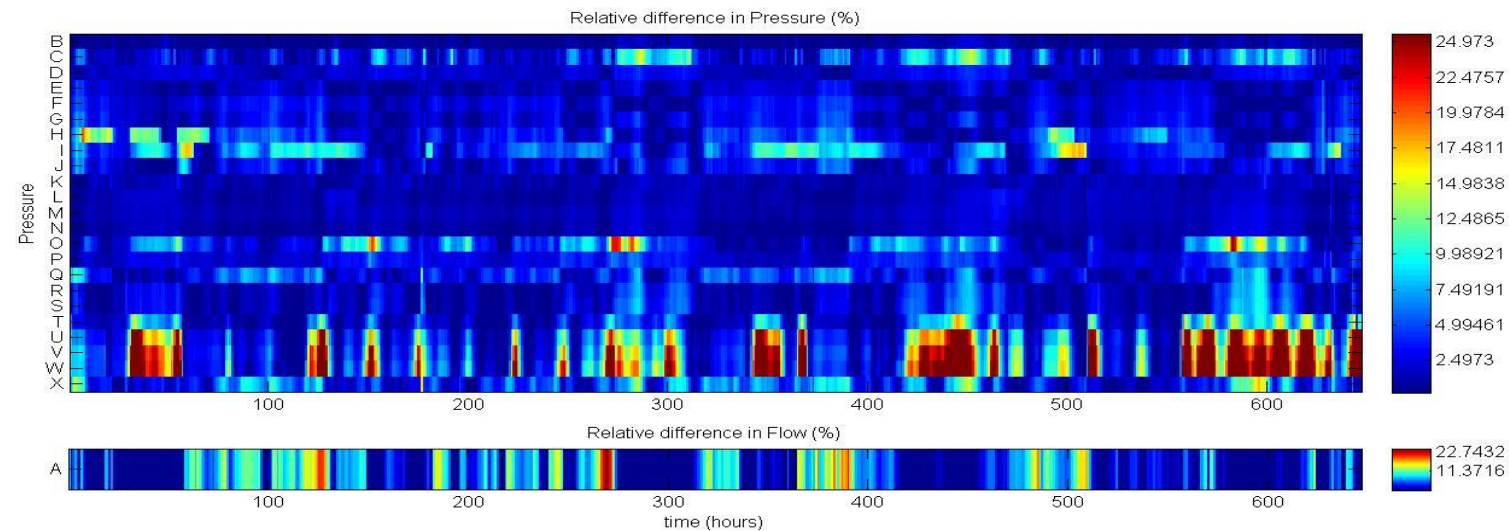 Relative difference in Pressure (%)
Pressure
B
C
D
E
F
G
H
I
J
K
L
M
N
O
P
Q
R
S
T
U
V
W
X
24.973
22.4757
19.9784
17.4811
14.9838
12.4865
9.98921
7.49191
4.99461
2.4973
100 200 300 400 500 600
Relative difference in Flow (%)
A
22.7432
11.3716
100 200 300 400 500 600
time (hours)